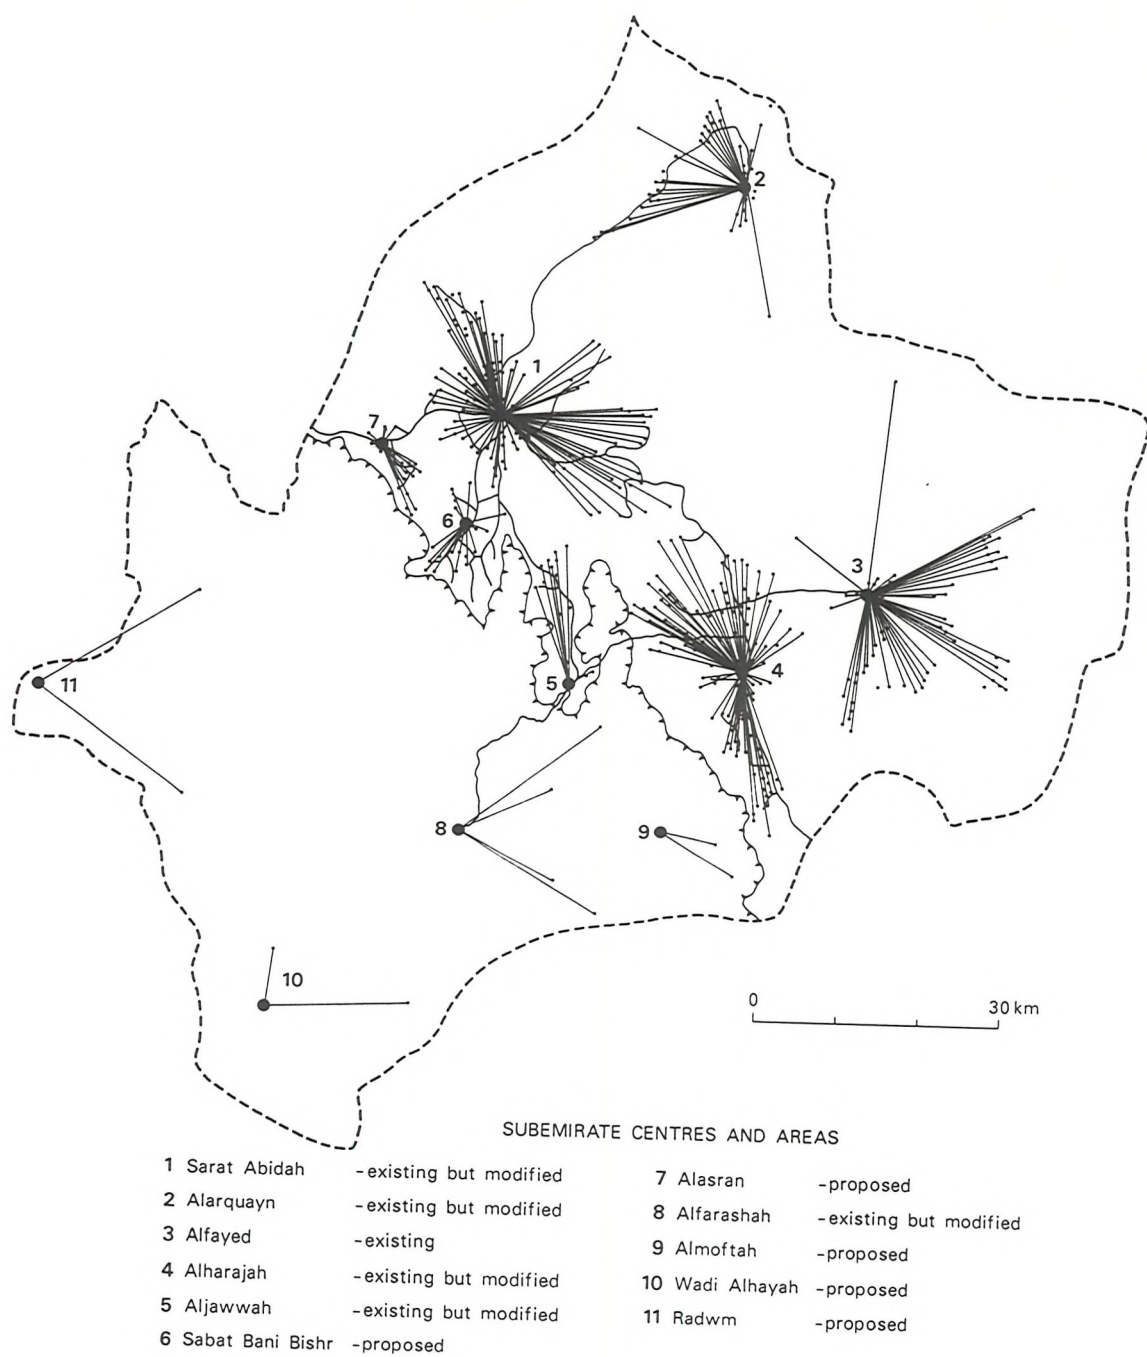 2
1
7
6
3
4
5
11
8
9
10
0 30 km
SUBEMIRATE CENTRES AND AREAS
1 Sarat Abidah -existing but modified
2 Alarquayn -existing but modified
3 Alfayed -existing
4 Alharajah -existing but modified
5 Aljawwah -existing but modified
6 Sabat Bani Bishr -proposed
7 Alasran -proposed
8 Alfarashah -existing but modified
9 Almoftah -proposed
10 Wadi Alhayah -proposed
11 Radwm -proposed